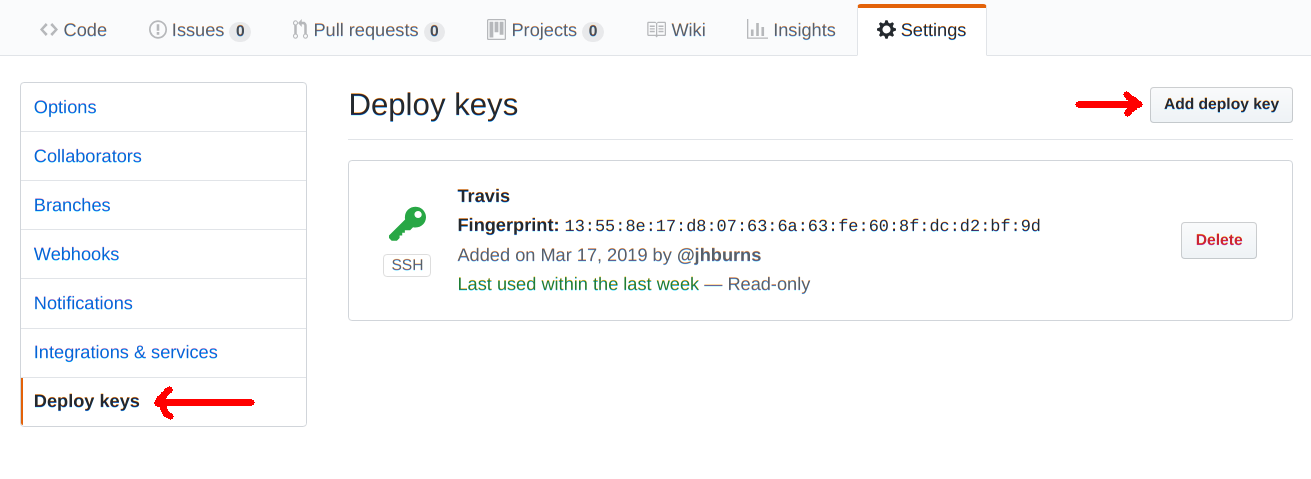 Code Issues 0 Pull requests 0 Projects 0 Wiki Insights Settings
Options
Collaborators
Branches
Webhooks
Notifications
Integrations & services
Deploy keys
Deploy keys
Add deploy key
SSH
Travis
Fingerprint: 13:55:8e:17:d8:07:63:6a:63:fe:60:8f:dc:d2:bf:9d
Added on Mar 17, 2019 by @jhburns
Last used within the last week — Read-only
Delete